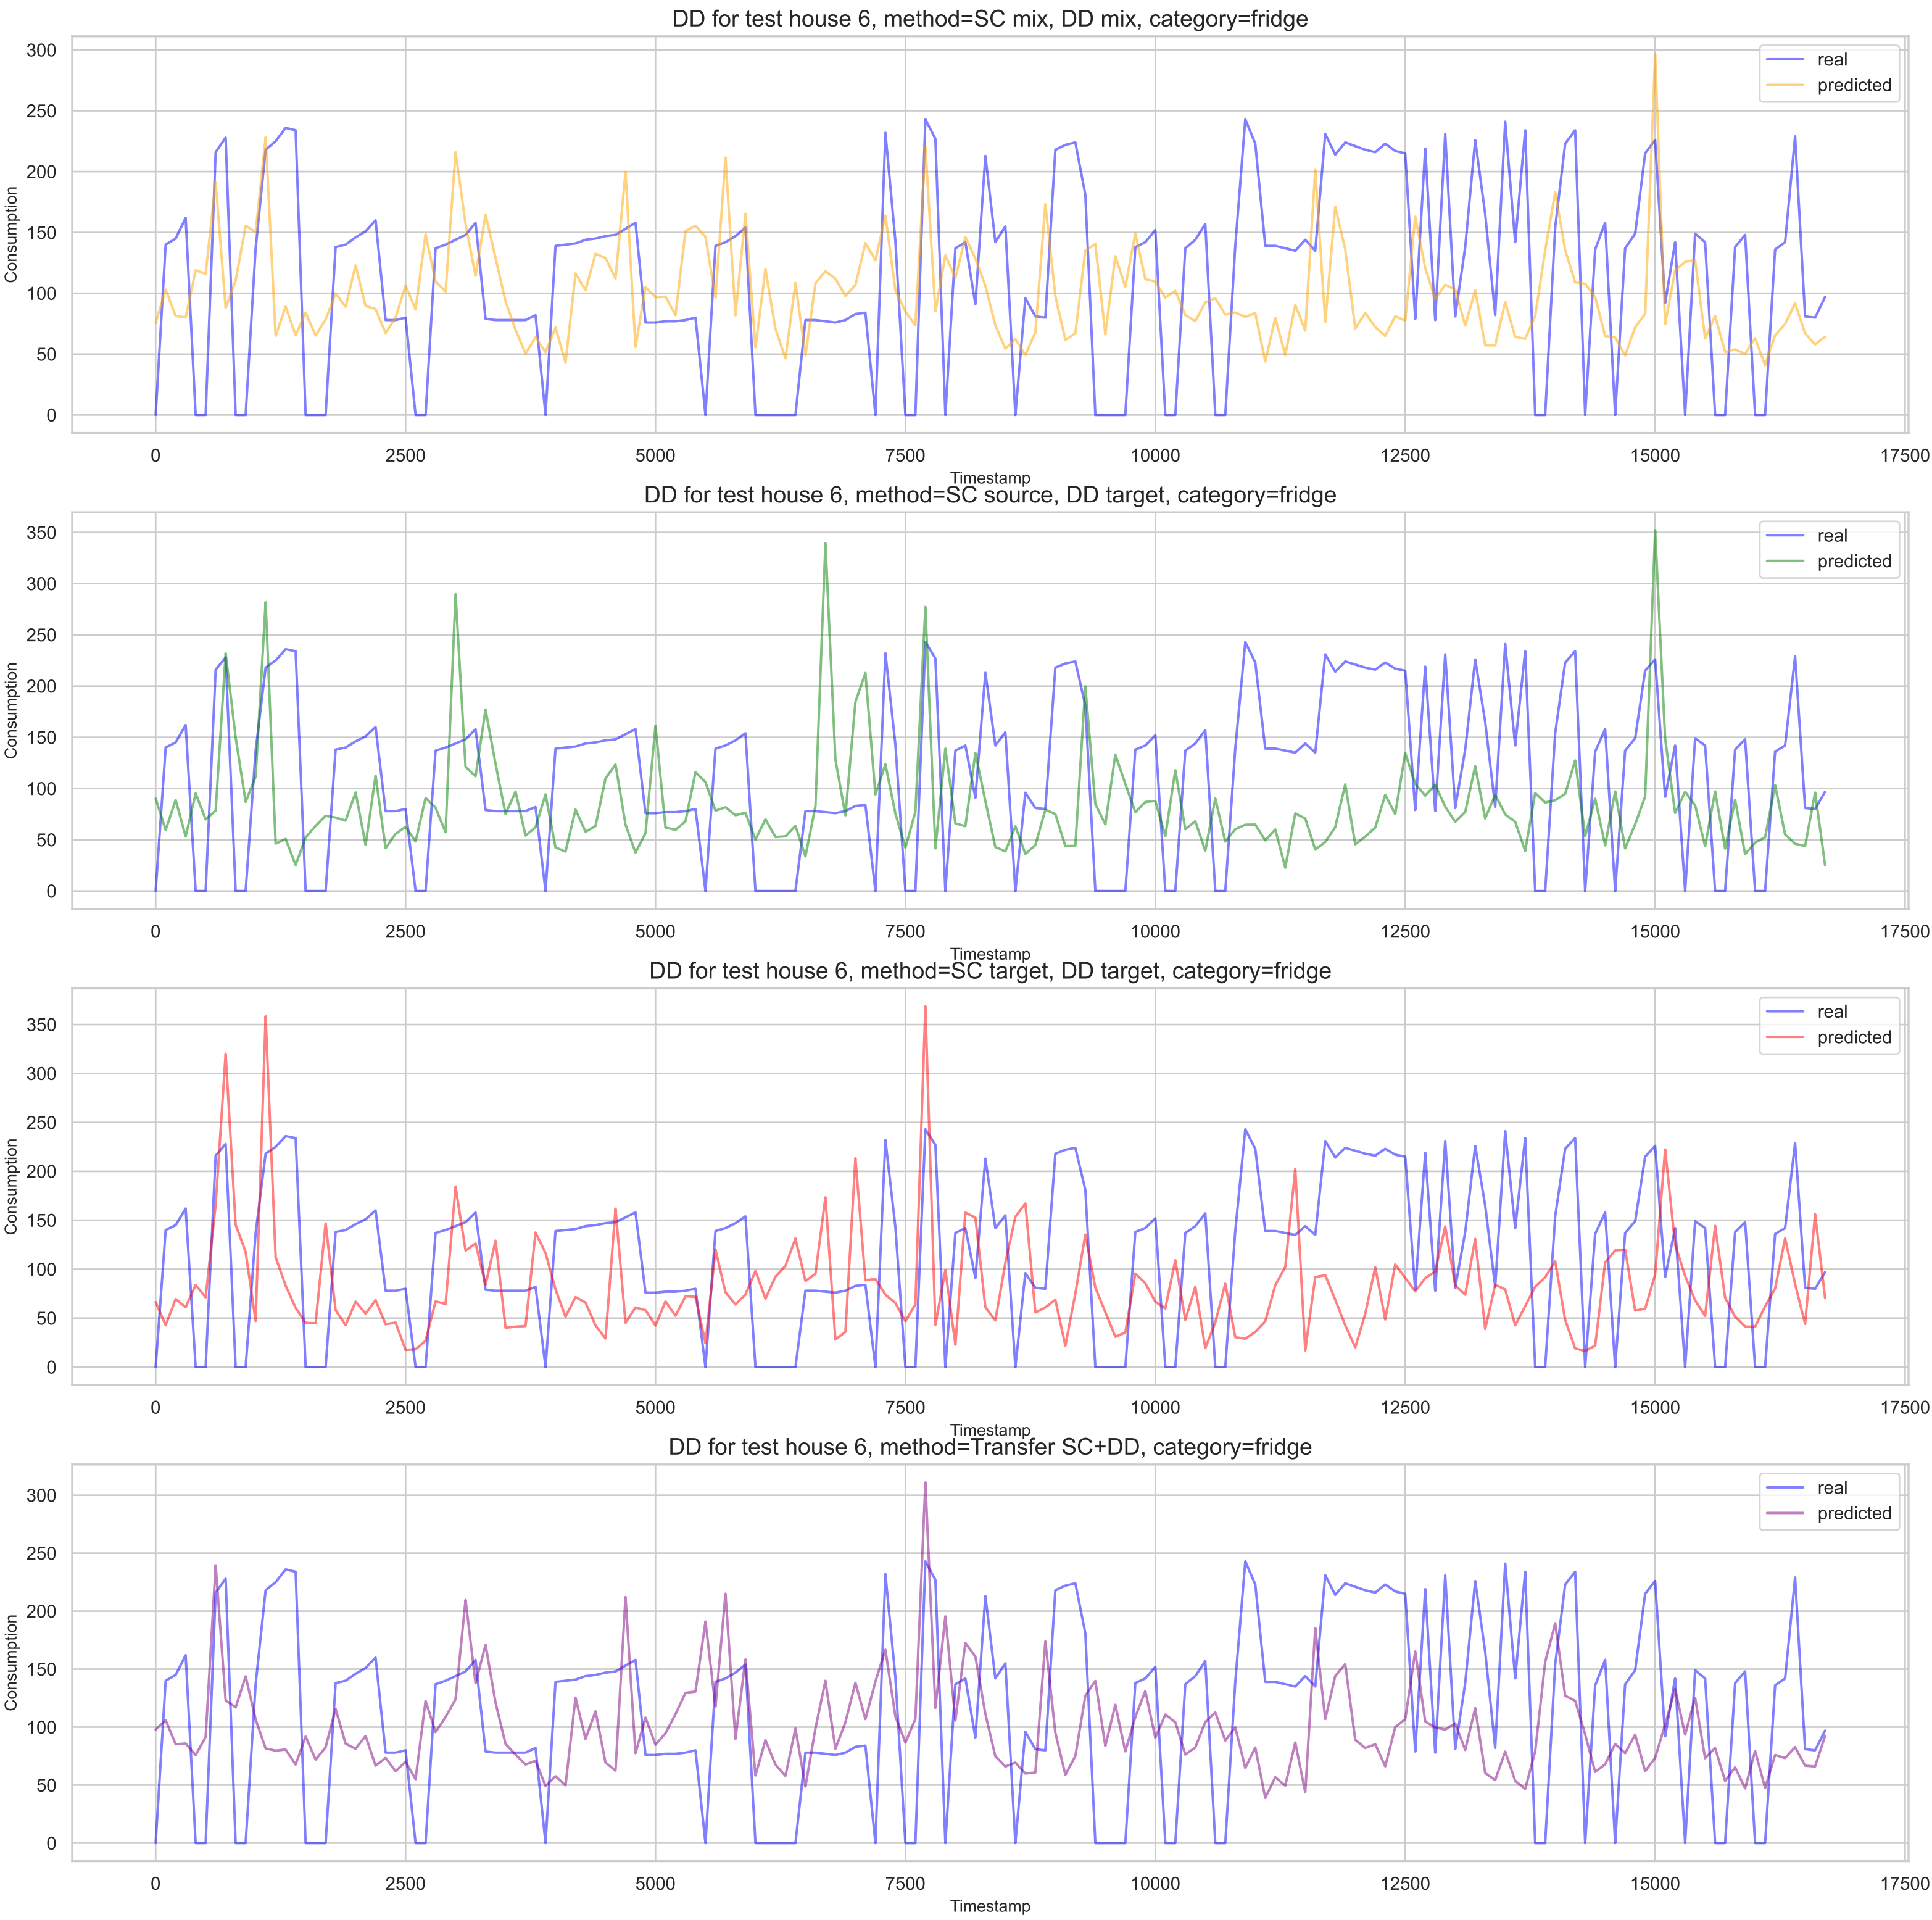 DD for test house 6, method=SC mix, DD mix, category=fridge
300
250
200
150
100
50
0
Consumption
real
predicted
0 2500 5000 7500 10000 12500 15000 17500
Timestamp
DD for test house 6, method=SC source, DD target, category=fridge
350
300
250
200
150
100
50
0
Consumption
real
predicted
0 2500 5000 7500 10000 12500 15000 17500
Timestamp
DD for test house 6, method=SC target, DD target, category=fridge
350
300
250
200
150
100
50
0
Consumption
real
predicted
0 2500 5000 7500 10000 12500 15000 17500
Timestamp
DD for test house 6, method=Transfer SC+DD, category=fridge
300
250
200
150
100
50
0
Consumption
real
predicted
0 2500 5000 7500 10000 12500 15000 17500
Timestamp